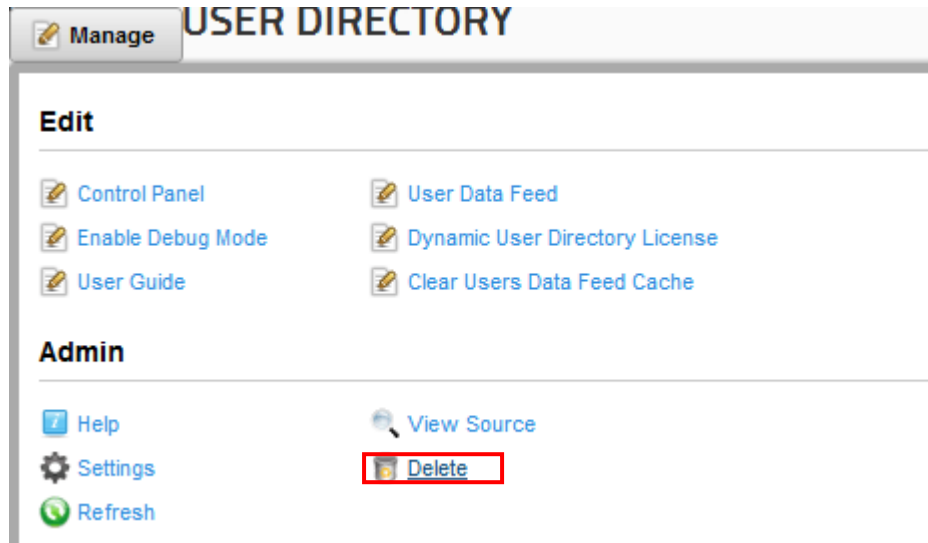 Manage USER DIRECTORY
Edit
Control Panel
User Data Feed
Enable Debug Mode
Dynamic User Directory License
User Guide
Clear Users Data Feed Cache
Admin
Help
View Source
Settings
Delete
Refresh